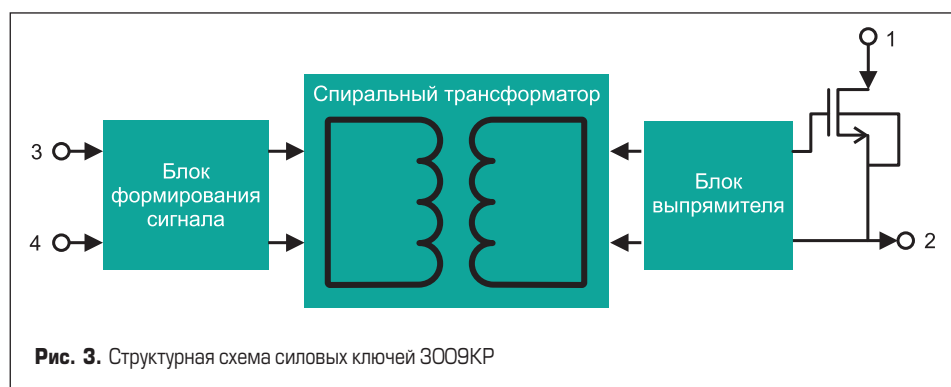 1
Спиральный трансформатор
3
4
Блок
формирования
сигнала
Блок
выпрямителя
2
Рис. 3. Структурная схема силовых ключей 3009КР